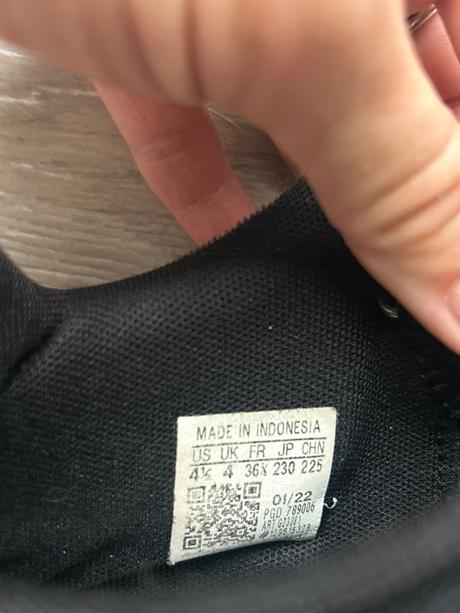 MADE IN INDONESIA
US UK FR JP CHN
4½ 4 36⅔ 230 225
01/22
PGD 789006